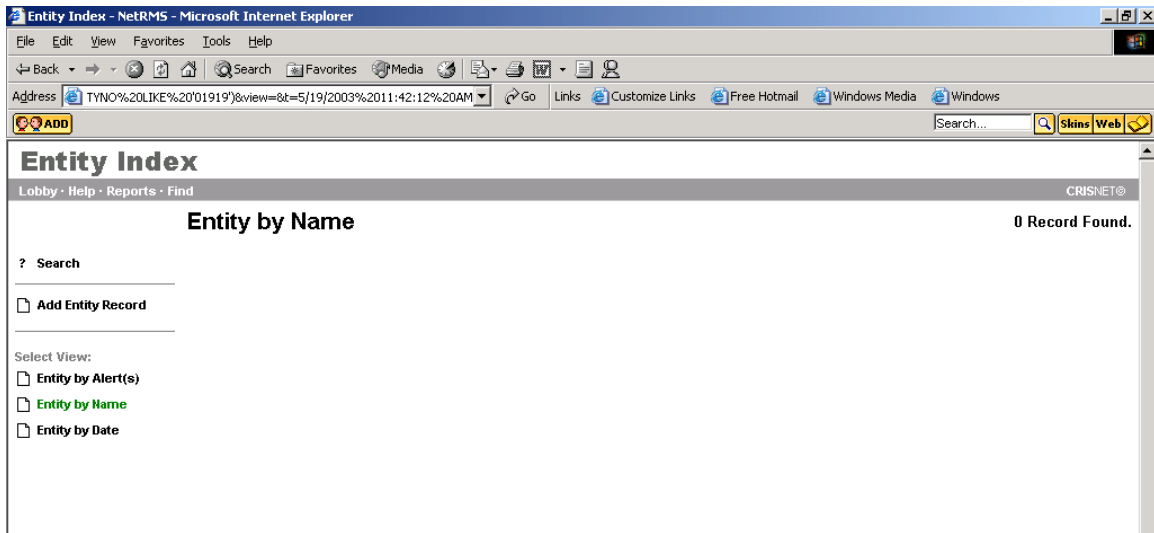 Entity Index - NetRMS - Microsoft Internet Explorer
File Edit View Favorites Tools Help
Back Search Favorites Media
Address TYNO%20LIKE%20'01919')&view=&t=5/19/2003%2011:42:12%20AM Go Links Customize Links Free Hotmail Windows Media Windows
ADD Search... Skins Web
Entity Index
Lobby · Help · Reports · Find CRISNET©
Entity by Name 0 Record Found.
? Search
Add Entity Record
Select View:
Entity by Alert(s)
Entity by Name
Entity by Date